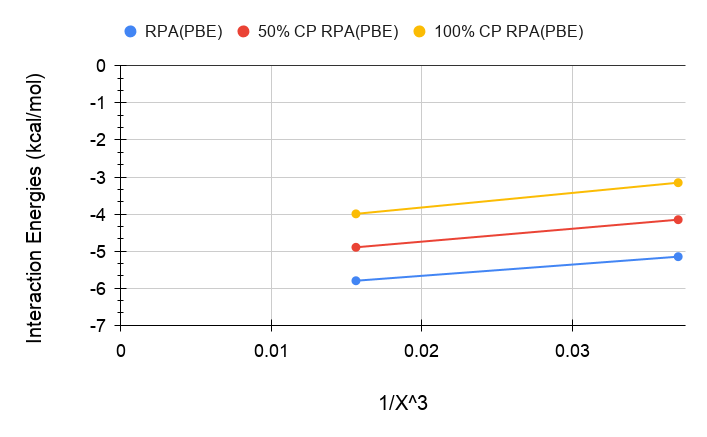 RPA(PBE) 50% CP RPA(PBE) 100% CP RPA(PBE)
Interaction Energies (kcal/mol)
0
-1
-2
-3
-4
-5
-6
-7
0 0.01 0.02 0.03
1/X^3